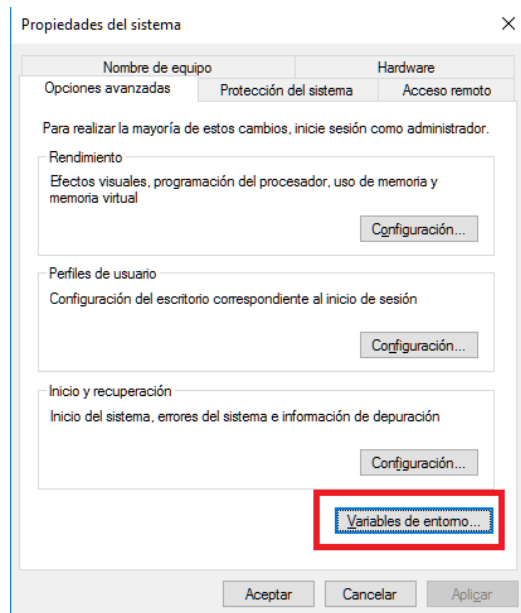 Propiedades del sistema
Nombre de equipo
Hardware
Opciones avanzadas
Protección del sistema
Acceso remoto
Para realizar la mayoría de estos cambios, inicie sesión como administrador.
Rendimiento
Efectos visuales, programación del procesador, uso de memoria y
memoria virtual
Configuración...
Perfiles de usuario
Configuración del escritorio correspondiente al inicio de sesión
Configuración...
Inicio y recuperación
Inicio del sistema, errores del sistema e información de depuración
Configuración...
Variables de entorno...
Aceptar
Cancelar
Aplicar